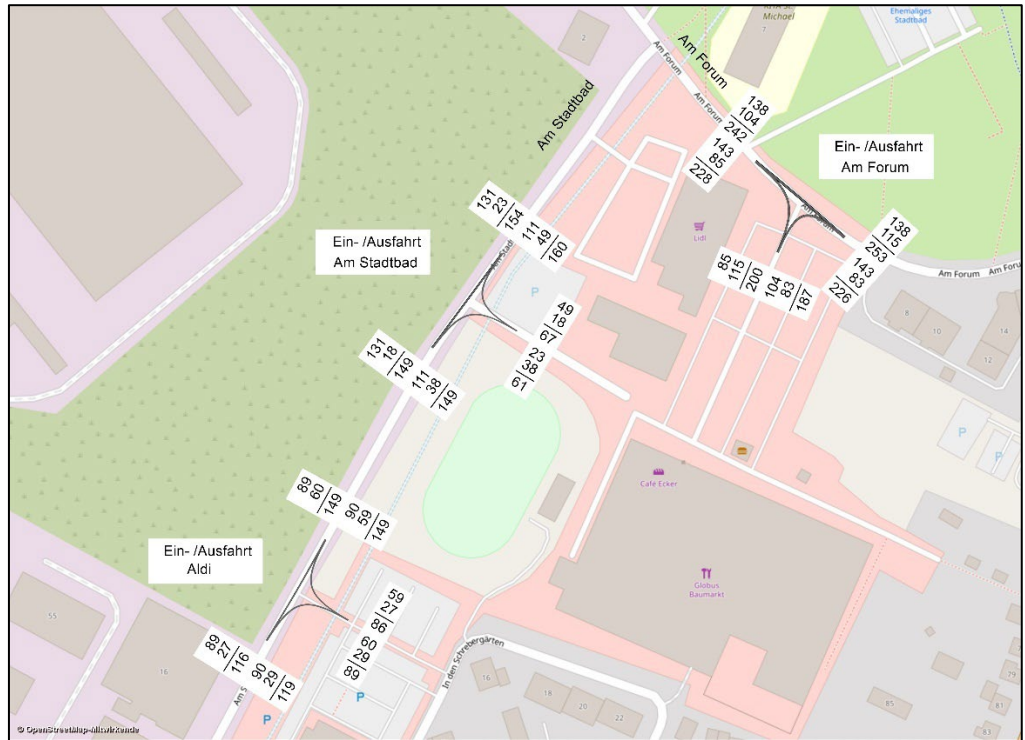 Michael
7
Ehemaliges
Stadtbad
2
Am Forum
Am Forum
Am Forum
Am Stadtbad
138
104
242
143
85
228
Ein- /Ausfahrt
Am Forum
Am Forum
138
115
253
143
83
226
Am Forum
85
115
200
104
83
187
Lidl
131
23
154
111
49
160
Ein- /Ausfahrt
Am Stadtbad
P
49
18
67
23
38
61
131
18
149
111
38
149
8
10
14
12
P
P
Café Ecker
Globus
Baumarkt
89
60
149
90
59
149
Ein- /Ausfahrt
Aldi
59
27
86
60
29
89
89
27
116
90
29
119
55
16
P
P
In den Schrebergärten
16
18
20
22
79
81
83
85
© OpenStreetMap-Mitwirkende